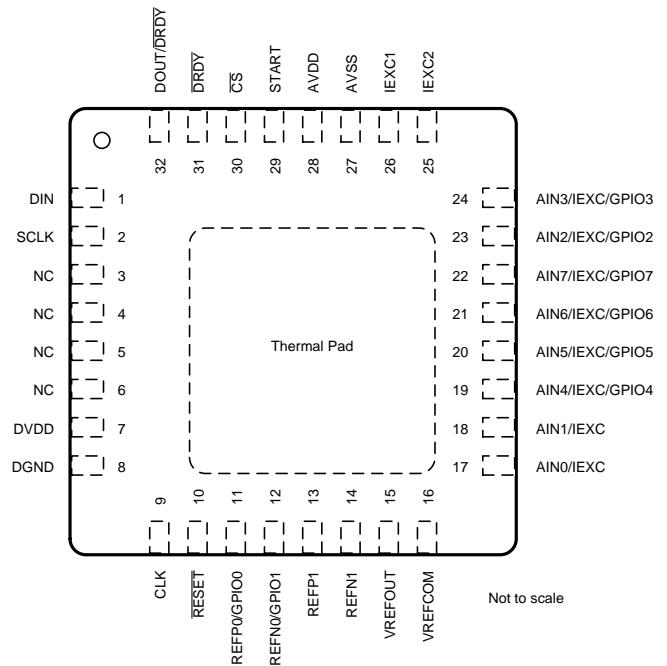 DOUT/DRDY
DRDY
CS
START
AVDD
AVSS
IEXC1
IEXC2
32
31
30
29
28
27
26
25
DIN 1
SCLK 2
NC 3
NC 4
NC 5
NC 6
DVDD 7
DGND 8
24 AIN3/IEXC/GPIO3
23 AIN2/IEXC/GPIO2
22 AIN7/IEXC/GPIO7
21 AIN6/IEXC/GPIO6
20 AIN5/IEXC/GPIO5
19 AIN4/IEXC/GPIO4
18 AIN1/IEXC
17 AIN0/IEXC
Thermal Pad
9
10
11
12
13
14
15
16
CLK
RESET
REFP0/GPIO0
REFN0/GPIO1
REFP1
REFN1
VREFOUT
VREFCOM
Not to scale